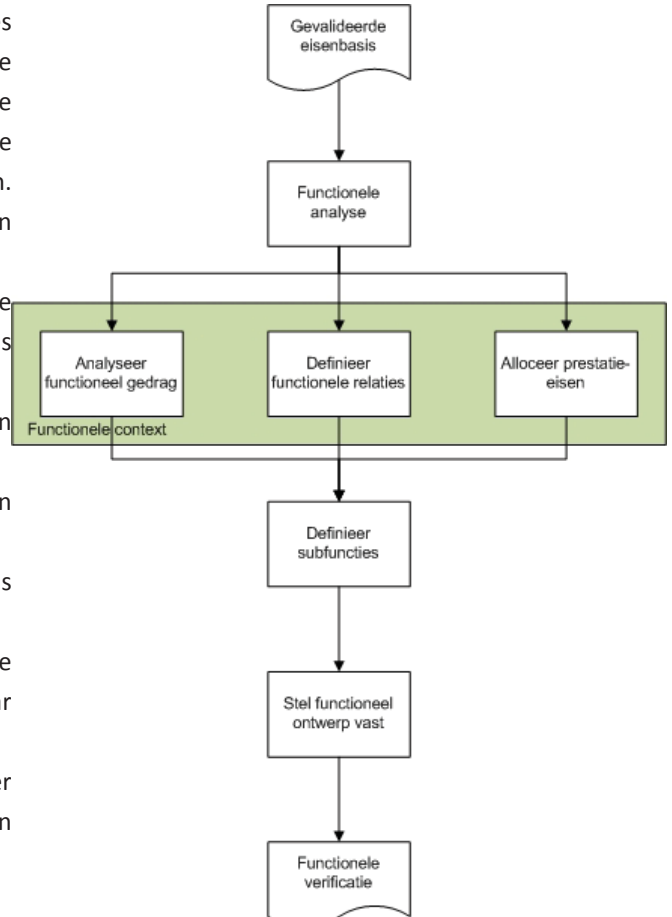 Gevalideerde
eisenbasis
Functionele
analyse
Analyseer
functioneel gedrag
Definieer
functionele relaties
Alloceer prestatie-
eisen
Functionele context
Definieer
subfuncties
Stel functioneel
ontwerp vast
Functionele
verificatie